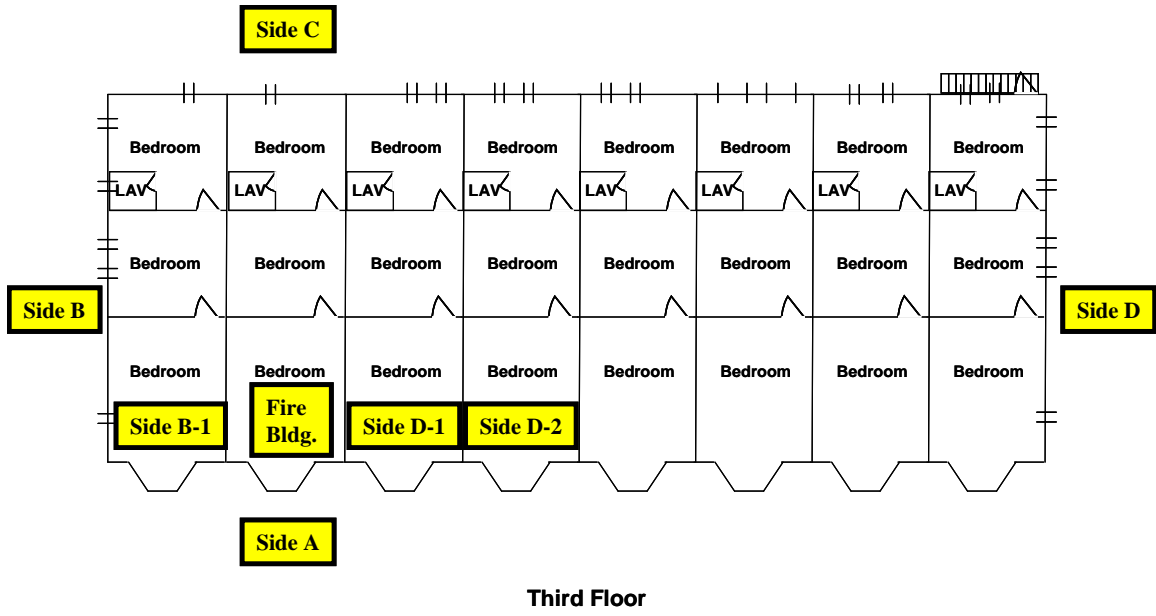 Side C
Bedroom Bedroom Bedroom Bedroom Bedroom Bedroom Bedroom Bedroom
LAV LAV LAV LAV LAV LAV LAV LAV
Bedroom Bedroom Bedroom Bedroom Bedroom Bedroom Bedroom Bedroom
Side B
Side D
Bedroom Bedroom Bedroom Bedroom Bedroom Bedroom Bedroom Bedroom
Side B-1
Fire
Bldg.
Side D-1
Side D-2
Side A
Third Floor